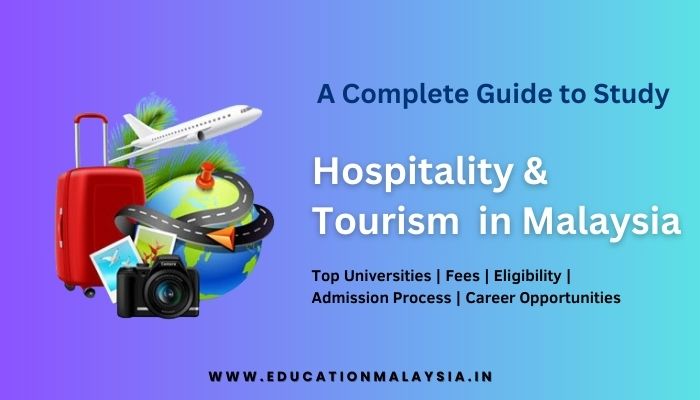 A Complete Guide to Study
Hospitality &
Tourism in Malaysia
Top Universities | Fees | Eligibility |
Admission Process | Career Opportunities
WWW.EDUCATIONMALAYSIA.IN